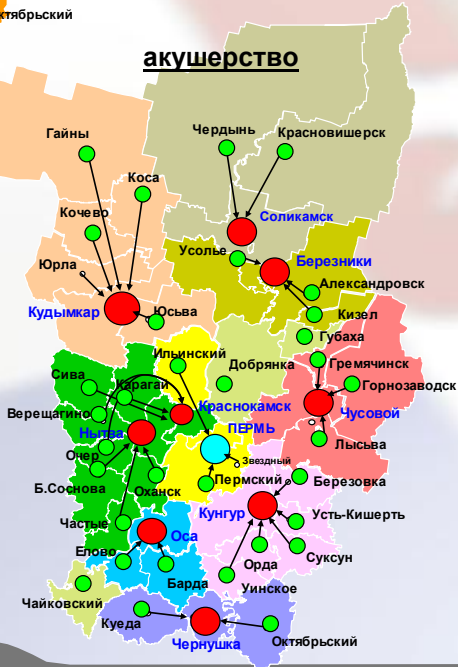 ктябрьский
акушерство
Гайны
Чердынь
Красновишерск
Коса
Кочево
Соликамск
Усолье
Березники
Юрла
Александровск
Кудымкар
Юсьва
Кизел
Губаха
Ильинский
Добрянка
Гремячинск
Сива
Карагай
Горнозаводск
Верещагино
Краснокамск
Чусовой
Нытва
ПЕРМЬ
Очер
Лысьва
Звездный
Б.Соснова
Оханск
Пермский
Березовка
Частые
Кунгур
Усть-Кишерть
Оса
Елово
Орда
Суксун
Барда
Уинское
Чайковский
Куеда
Чернушка
Октябрьский